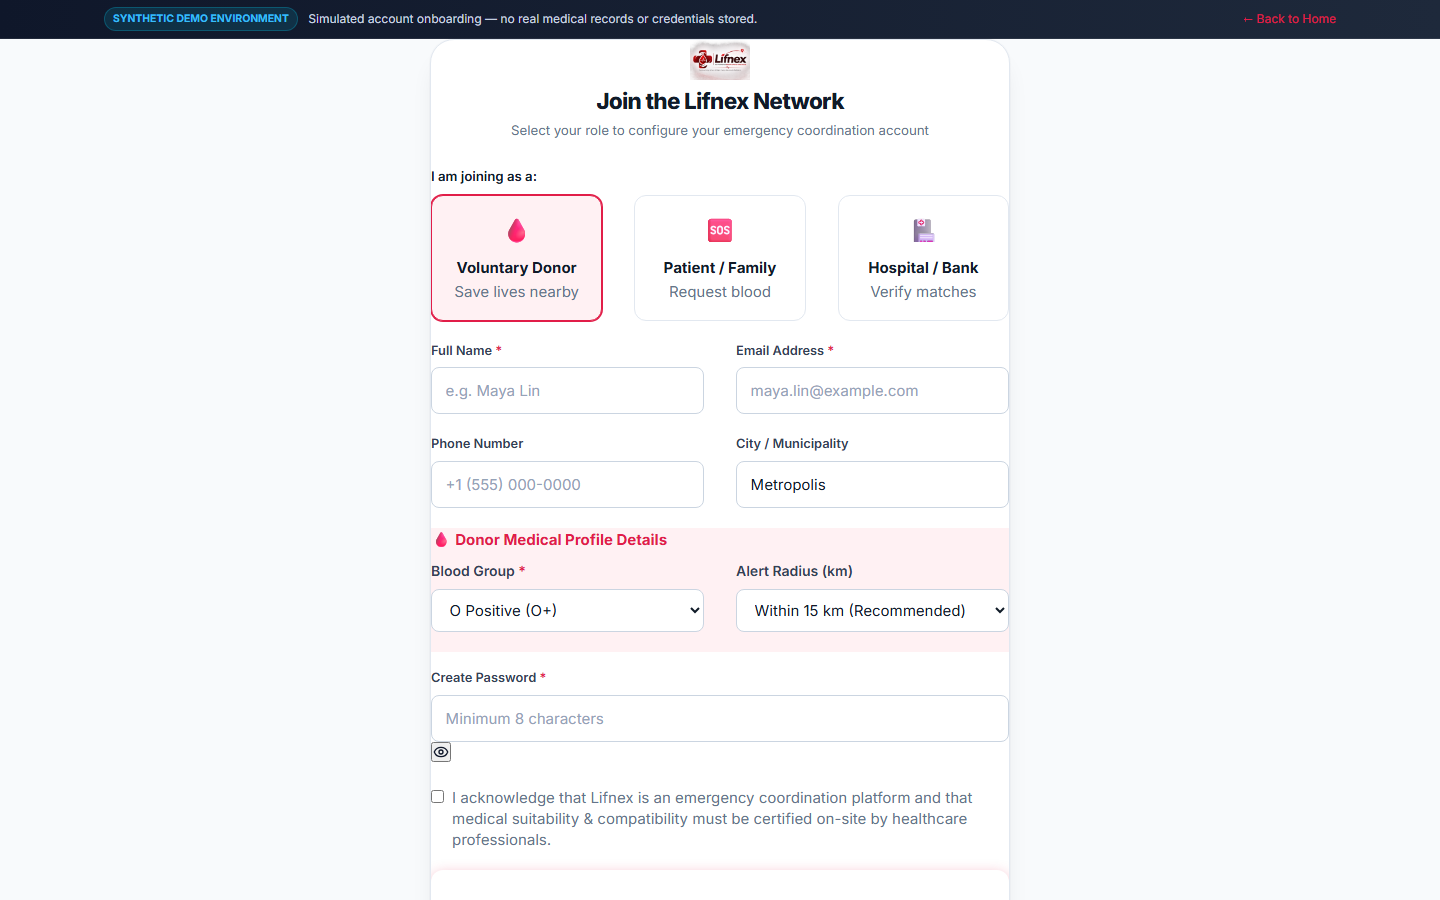 SYNTHETIC DEMO ENVIRONMENT Simulated account onboarding — no real medical records or credentials stored. ← Back to Home
Lifnex
Join the Lifnex Network
Select your role to configure your emergency coordination account
I am joining as a:
SOS
Voluntary Donor Patient / Family Hospital / Bank
Save lives nearby Request blood Verify matches
Full Name * Email Address *
e.g. Maya Lin maya.lin@example.com
Phone Number City / Municipality
+1 (555) 000-0000 Metropolis
Donor Medical Profile Details
Blood Group * Alert Radius (km)
O Positive (O+) Within 15 km (Recommended)
Create Password *
Minimum 8 characters
I acknowledge that Lifnex is an emergency coordination platform and that
medical suitability & compatibility must be certified on-site by healthcare
professionals.